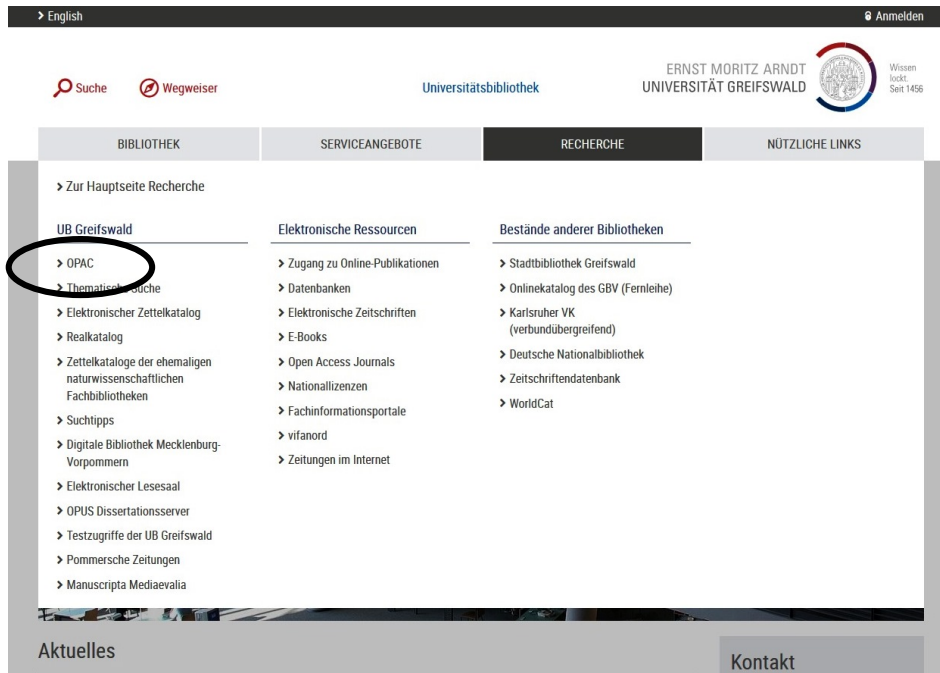 English
Anmelden
Suche
Wegweiser
Universitätsbibliothek
ERNST MORITZ ARNDT
UNIVERSITÄT GREIFSWALD
Wissen
lockt.
Seit 1456
BIBLIOTHEK
SERVICEANGEBOTE
RECHERCHE
NÜTZLICHE LINKS
Zur Hauptseite Recherche
UB Greifswald
OPAC
Thematische Suche
Elektronischer Zettelkatalog
Realkatalog
Zettelkataloge der ehemaligen
naturwissenschaftlichen
Fachbibliotheken
Suchtipps
Digitale Bibliothek Mecklenburg-
Vorpommern
Elektronischer Lesesaal
OPUS Dissertationsserver
Testzugriffe der UB Greifswald
Pommersche Zeitungen
Manuscripta Mediaevalia
Elektronische Ressourcen
Zugang zu Online-Publikationen
Datenbanken
Elektronische Zeitschriften
E-Books
Open Access Journals
Nationallizenzen
Fachinformationsportale
vifanord
Zeitungen im Internet
Bestände anderer Bibliotheken
Stadtbibliothek Greifswald
Onlinekatalog des GBV (Fernleihe)
Karlsruher VK
(verbundübergreifend)
Deutsche Nationalbibliothek
Zeitschriftendatenbank
WorldCat
Aktuelles
Kontakt